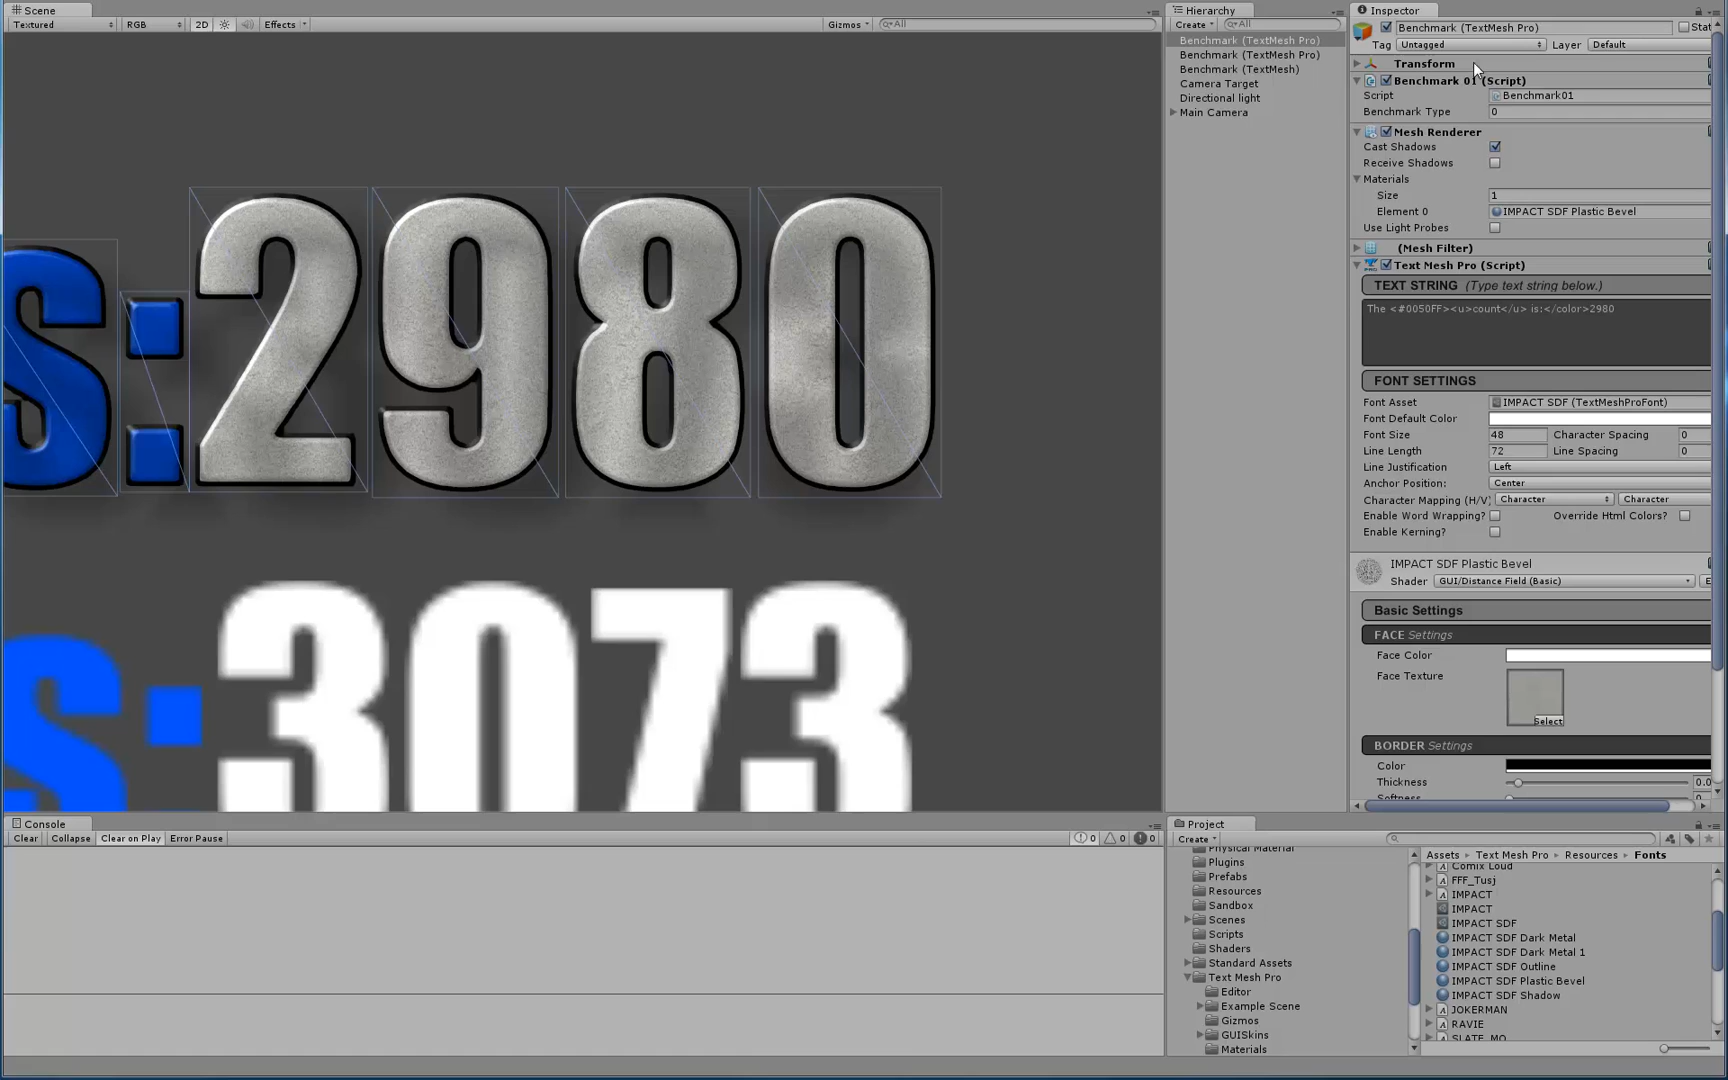 Scene
Textured
RGB
2D
Effects
Gizmos
All
S:2980
s:3073
Hierarchy
Create
All
Benchmark (TextMesh Pro)
Benchmark (TextMesh Pro)
Benchmark (TextMesh)
Camera Target
Directional light
Main Camera
Inspector
Benchmark (TextMesh Pro)
Stat
Tag Untagged Layer Default
Transform
Benchmark 01 (Script)
Script Benchmark01
Benchmark Type 0
Mesh Renderer
Cast Shadows
Receive Shadows
Materials
Size 1
Element 0 IMPACT SDF Plastic Bevel
Use Light Probes
(Mesh Filter)
Text Mesh Pro (Script)
TEXT STRING (Type text string below.)
The <#0050FF><u>count</u> is:</color>2980
FONT SETTINGS
Font Asset IMPACT SDF (TextMeshProFont)
Font Default Color
Font Size 48 Character Spacing 0
Line Length 72 Line Spacing 0
Line Justification Left
Anchor Position: Center
Character Mapping (H/V) Character Character
Enable Word Wrapping? Override Html Colors?
Enable Kerning?
IMPACT SDF Plastic Bevel
Shader GUI/Distance Field (Basic) E
Basic Settings
FACE Settings
Face Color
Face Texture
Select
BORDER Settings
Color
Thickness 0.0
Softness 0
Console
Clear Collapse Clear on Play Error Pause 0 0 0
Project
Create
Physical Material
Plugins
Prefabs
Resources
Sandbox
Scenes
Scripts
Shaders
Standard Assets
Text Mesh Pro
Editor
Example Scene
Gizmos
GUISkins
Materials
Assets Text Mesh Pro Resources Fonts
Comix Loud
FFF_Tusj
IMPACT
IMPACT
IMPACT SDF
IMPACT SDF Dark Metal
IMPACT SDF Dark Metal 1
IMPACT SDF Outline
IMPACT SDF Plastic Bevel
IMPACT SDF Shadow
JOKERMAN
RAVIE
SLATE_MO